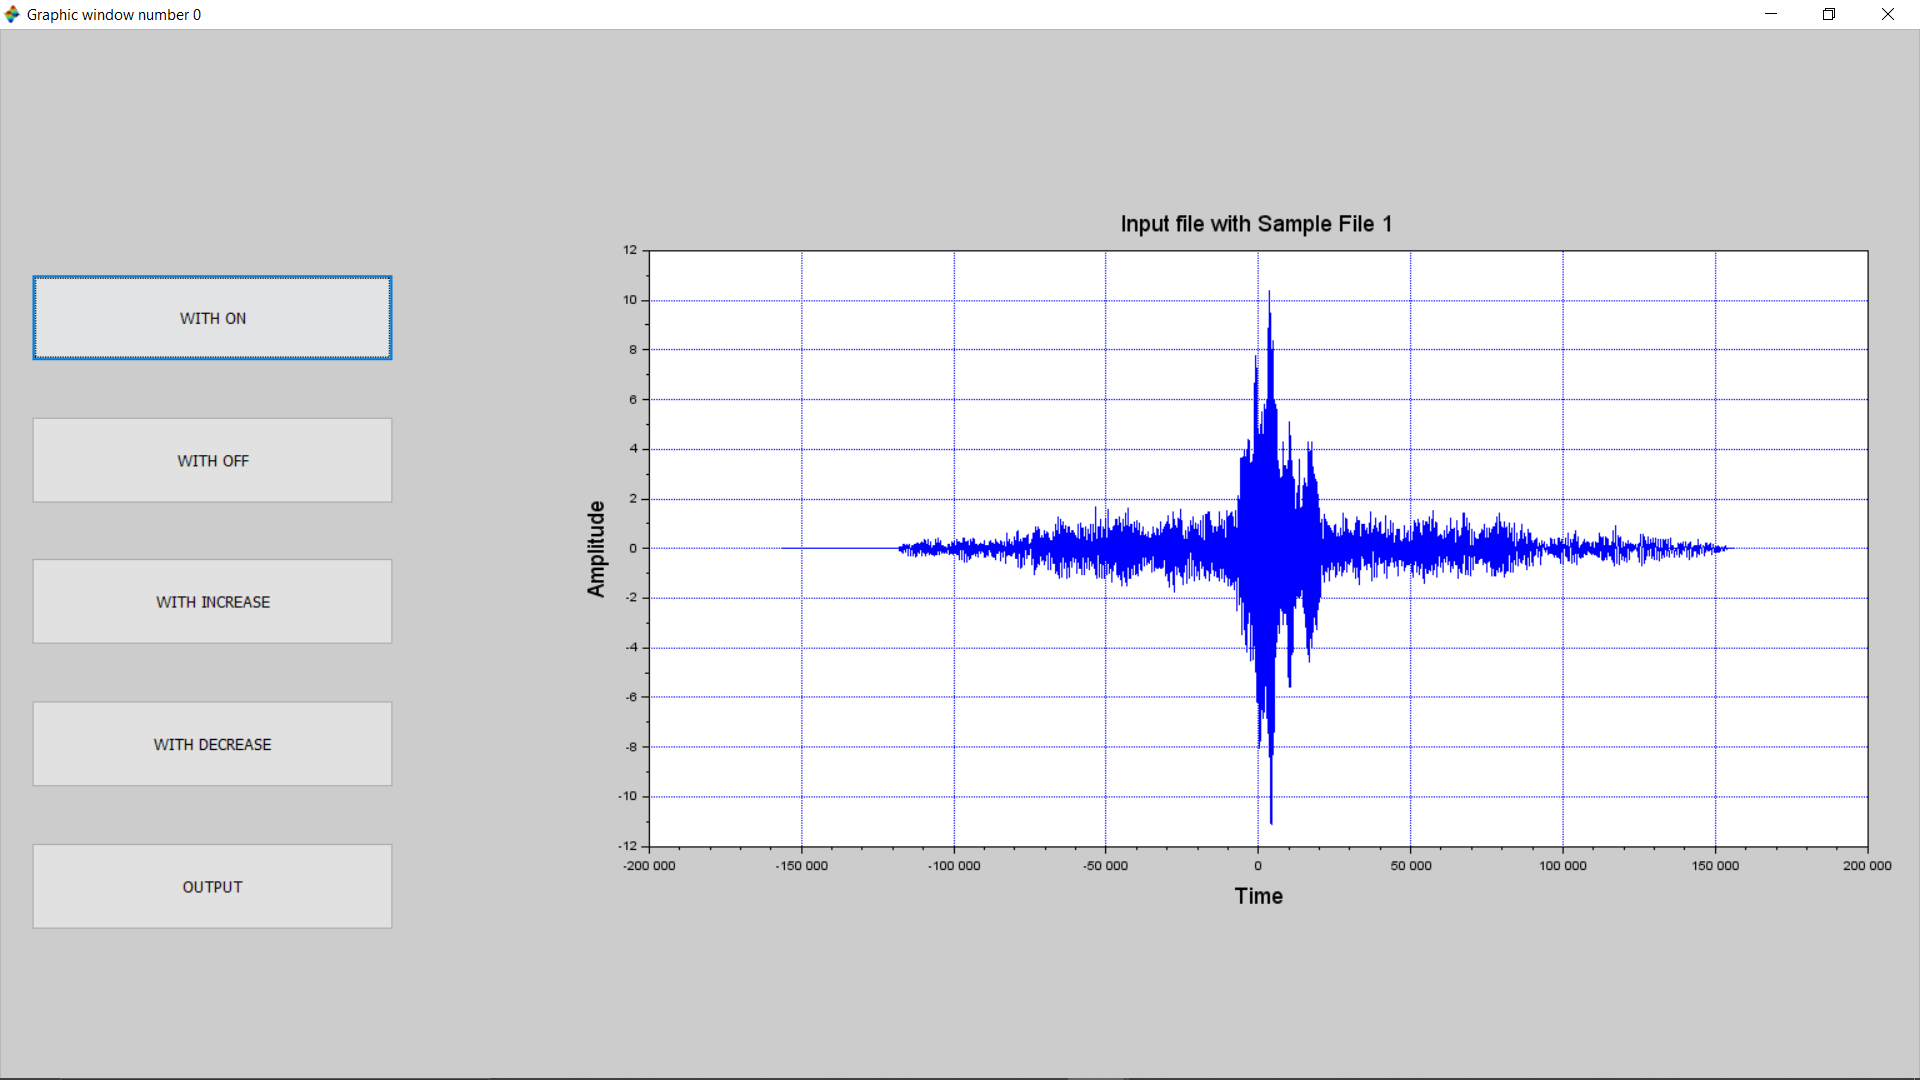 Graphic window number 0
WITH ON
WITH OFF
WITH INCREASE
WITH DECREASE
OUTPUT
Input file with Sample File 1
12
10
8
6
4
2
0
-2
-4
-6
-8
-10
-12
Amplitude
-200 000 -150 000 -100 000 -50 000 0 50 000 100 000 150 000 200 000
Time